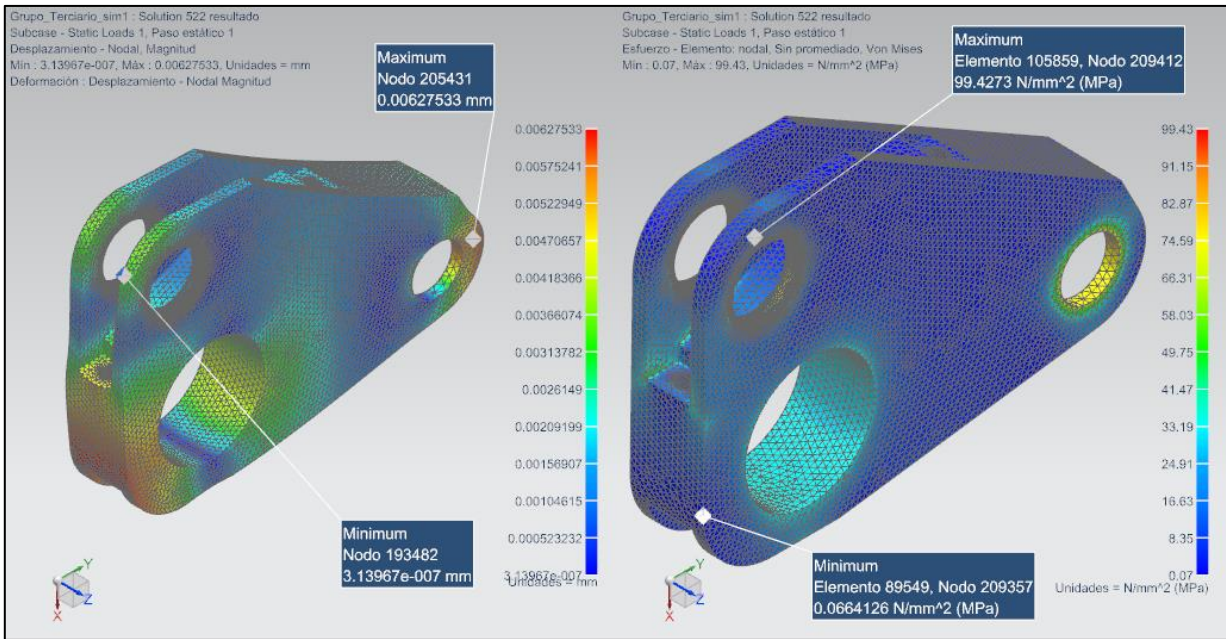 Grupo_Terciario_sim1 : Solution 522 resultado
Subcase - Static Loads 1, Paso estático 1
Desplazamiento - Nodal, Magnitud
Min : 3.13967e-007, Máx : 0.00627533, Unidades = mm
Deformación : Desplazamiento - Nodal Magnitud
Maximum
Nodo 205431
0.00627533 mm
0.00627533
0.00575241
0.00522949
0.00470657
0.00418366
0.00366074
0.00313782
0.0026149
0.00209199
0.00156907
0.00104615
0.000523232
3.13967e-007
Unidades = mm
Minimum
Nodo 193482
3.13967e-007 mm
Y
Z
X
Grupo_Terciario_sim1 : Solution 522 resultado
Subcase - Static Loads 1, Paso estático 1
Esfuerzo - Elemento: nodal, Sin promediado, Von Mises
Min : 0.07, Máx : 99.43, Unidades = N/mm^2 (MPa)
Maximum
Elemento 105859, Nodo 209412
99.4273 N/mm^2 (MPa)
99.43
91.15
82.87
74.59
66.31
58.03
49.75
41.47
33.19
24.91
16.63
8.35
0.07
Unidades = N/mm^2 (MPa)
Minimum
Elemento 89549, Nodo 209357
0.0664126 N/mm^2 (MPa)
Y
Z
X